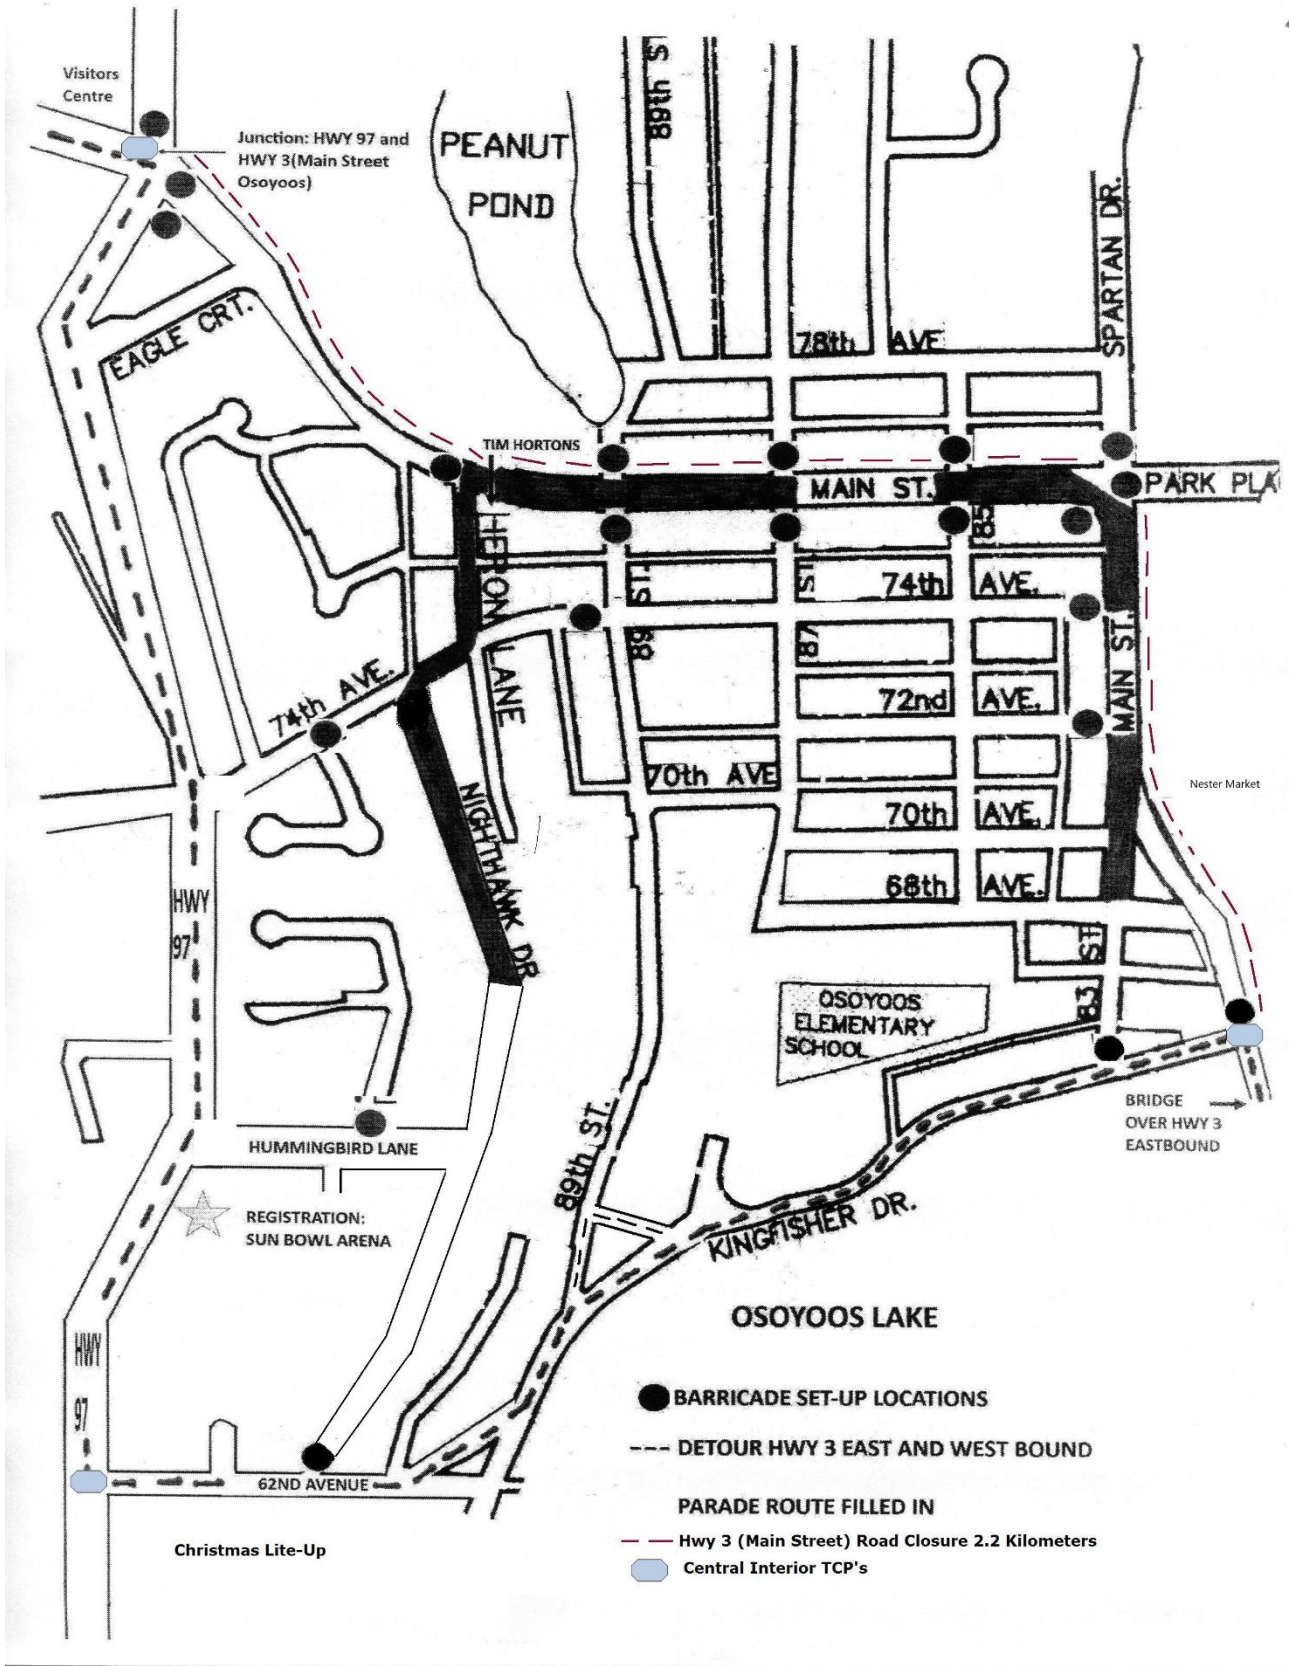 Visitors
Centre
Junction: HWY 97 and
HWY 3(Main Street
Osoyoos)
PEANUT
POND
89th S
SPARTAN DR.
EAGLE CRT.
78th AVE
TIM HORTONS
MAIN ST.
PARK PLA
HERON LANE
85
74th AVE.
89 ST.
87 ST.
MAIN ST.
74th AVE.
72nd AVE.
70th AVE
NIGHTHAWK DR
Nester Market
70th AVE.
68th AVE.
HWY
97
83 ST.
OSOYOOS
ELEMENTARY
SCHOOL
BRIDGE
OVER HWY 3
EASTBOUND
HUMMINGBIRD LANE
89th ST.
REGISTRATION:
SUN BOWL ARENA
KINGFISHER DR.
OSOYOOS LAKE
HWY
97
BARRICADE SET-UP LOCATIONS
DETOUR HWY 3 EAST AND WEST BOUND
62ND AVENUE
PARADE ROUTE FILLED IN
Hwy 3 (Main Street) Road Closure 2.2 Kilometers
Christmas Lite-Up
Central Interior TCP's